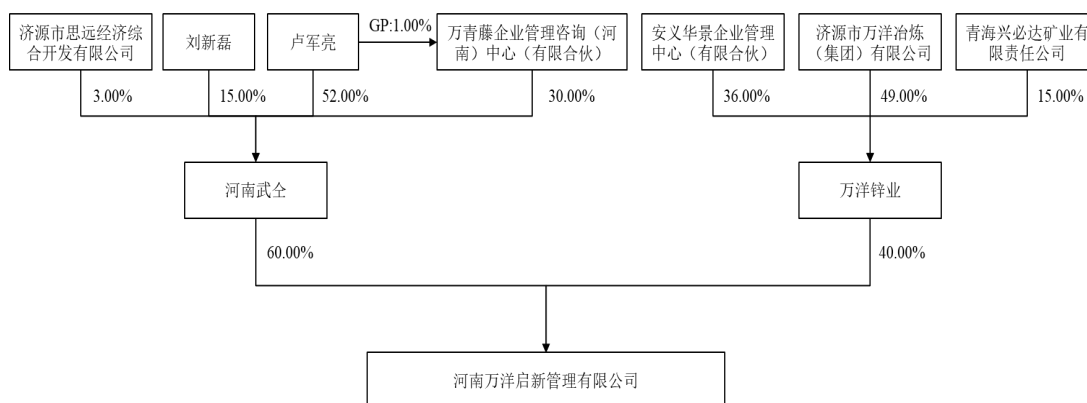 济源市思远经济综
合开发有限公司
刘新磊
卢军亮
GP:1.00%
万青藤企业管理咨询（河
南）中心（有限合伙）
安义华景企业管理
中心（有限合伙）
济源市万洋冶炼
（集团）有限公司
青海兴必达矿业有
限责任公司
3.00%
15.00%
52.00%
30.00%
36.00%
49.00%
15.00%
河南武仝
万洋锌业
60.00%
40.00%
河南万洋启新管理有限公司